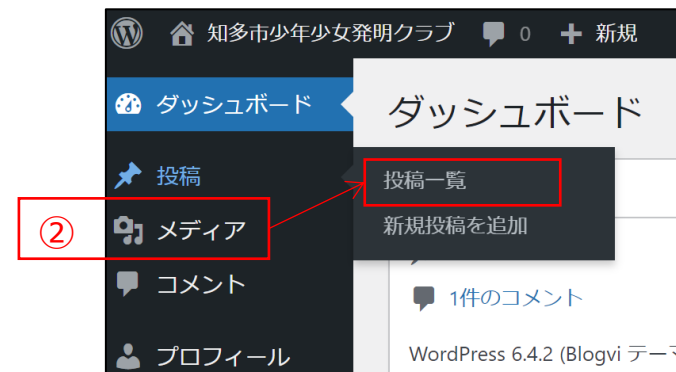 知多市少年少女発明クラブ 0 新規
ダッシュボード
ダッシュボード
投稿
投稿一覧
② メディア
新規投稿を追加
コメント
1件のコメント
プロフィール
WordPress 6.4.2 (Blogvi テーマ